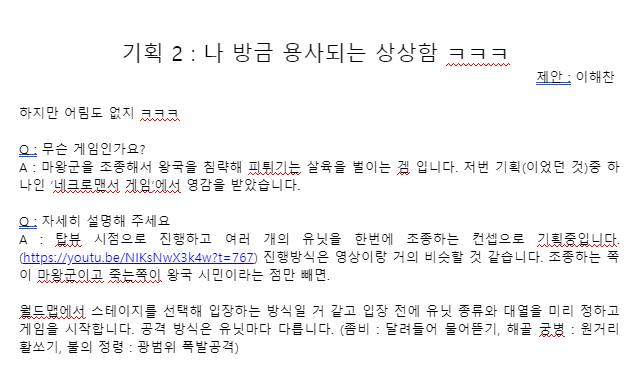 기획 2 : 나 방금 용사되는 상상함 ㅋㅋㅋ
제안 : 이해찬
하지만 어림도 없지 ㅋㅋㅋ
Q : 무슨 게임인가요?
A : 마왕군을 조종해서 왕국을 침략해 피튀기는 살육을 벌이는 겜 입니다. 저번 기획(이었던 것)중 하
나인 '네크로맨서 게임'에서 영감을 받았습니다.
Q : 자세히 설명해 주세요
A : 탑뷰 시점으로 진행하고 여러 개의 유닛을 한번에 조종하는 컨셉으로 기획중입니다.
(https://youtu.be/NIKsNwX3k4w?t=767) 진행방식은 영상이랑 거의 비슷할 것 같습니다. 조종하는 쪽
이 마왕군이고 죽는쪽이 왕국 시민이라는 점만 빼면.
월드맵에서 스테이지를 선택해 입장하는 방식일 거 같고 입장 전에 유닛 종류와 대열을 미리 정하고
게임을 시작합니다. 공격 방식은 유닛마다 다릅니다. (좀비 : 달려들어 물어뜯기, 해골 궁병 : 원거리
활쏘기, 불의 정령 : 광범위 폭발공격)